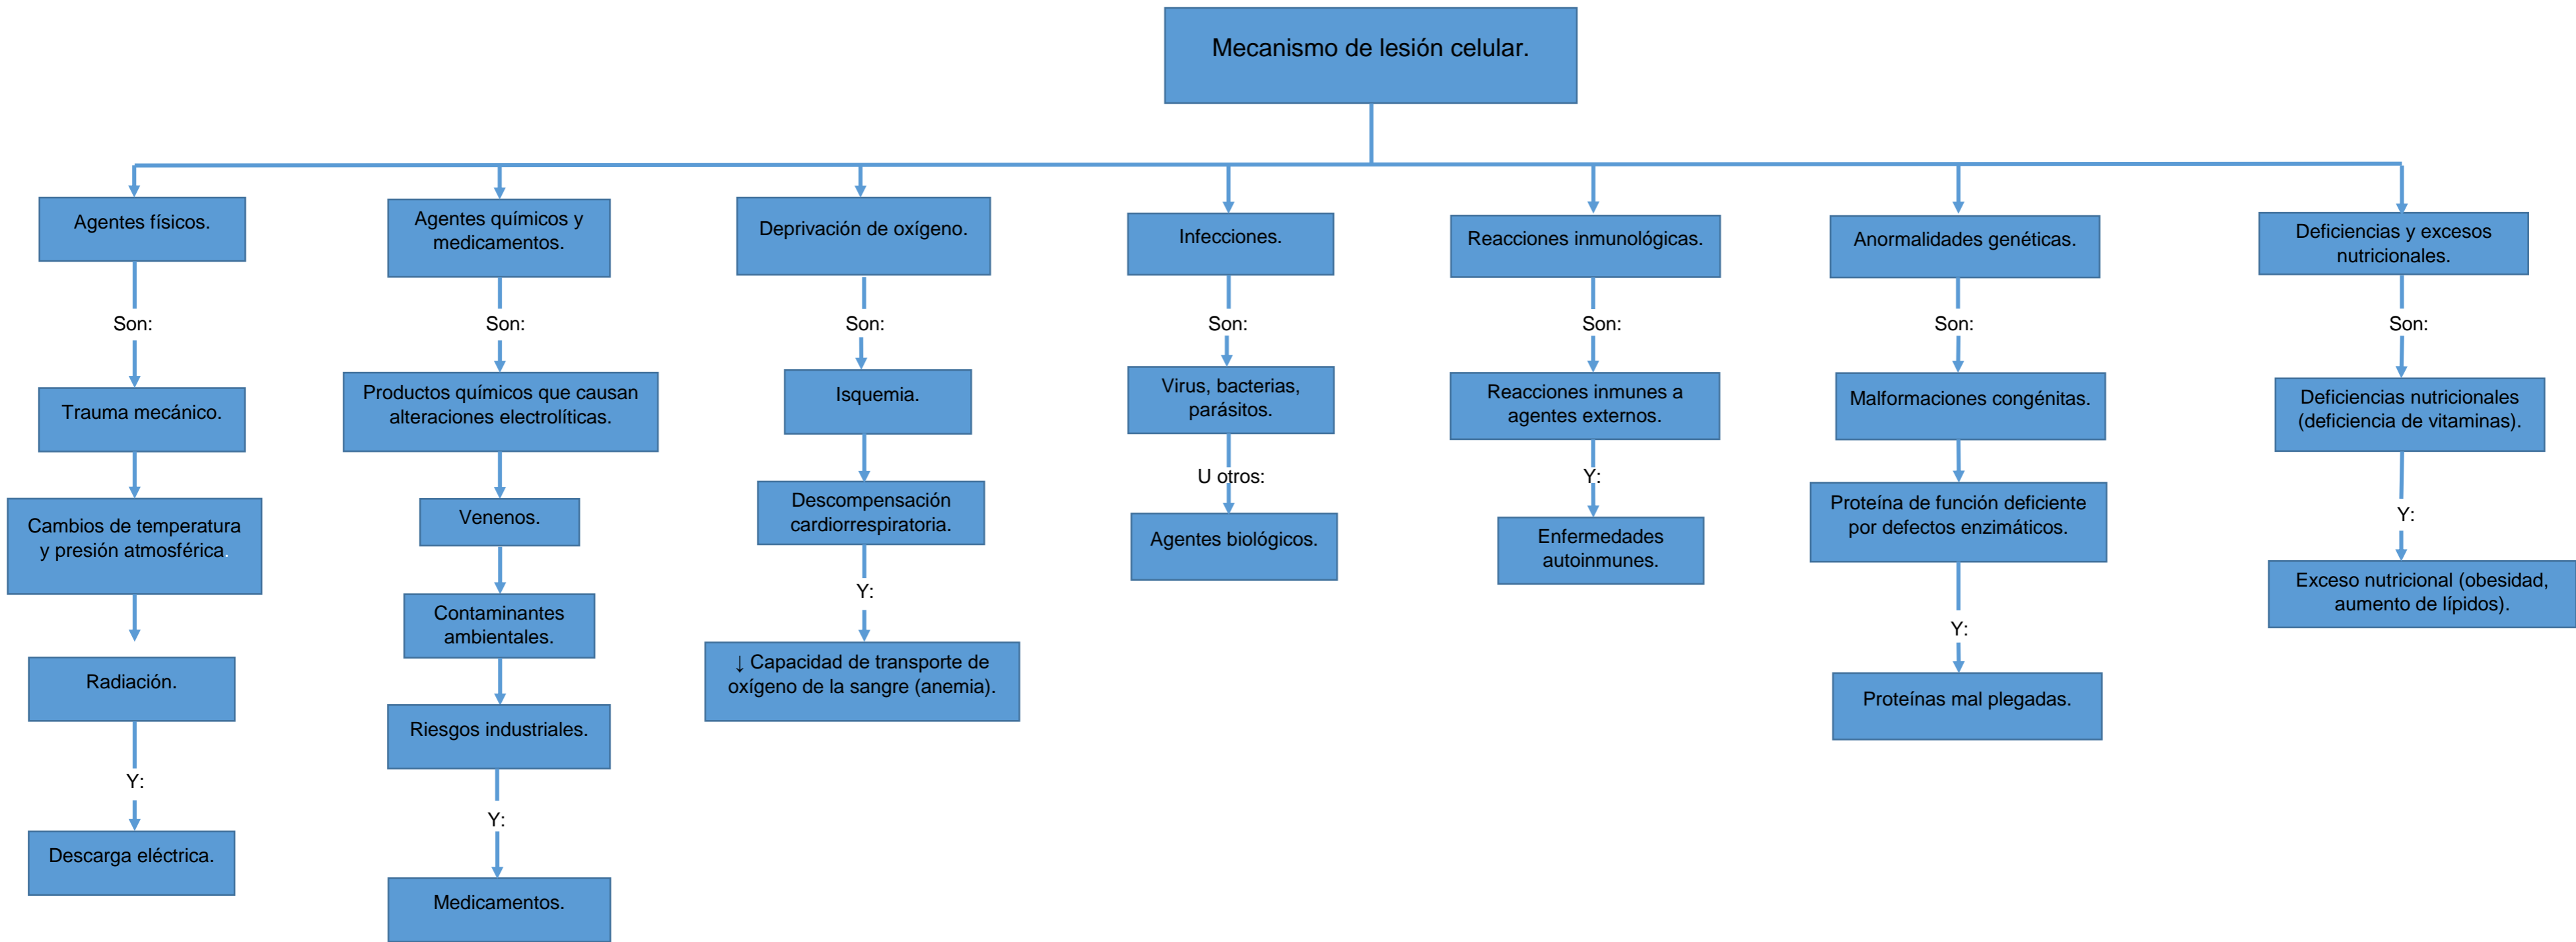 Mecanismo de lesión celular.
Agentes físicos.
Son:
Trauma mecánico.
Cambios de temperatura
y presión atmosférica.
Radiación.
Y:
Descarga eléctrica.
Agentes químicos y
medicamentos.
Son:
Productos químicos que causan
alteraciones electrolíticas.
Venenos.
Contaminantes
ambientales.
Riesgos industriales.
Y:
Medicamentos.
Deprivación de oxígeno.
Son:
Isquemia.
Descompensación
cardiorrespiratoria.
Y:
↓ Capacidad de transporte de
oxígeno de la sangre (anemia).
Infecciones.
Son:
Virus, bacterias,
parásitos.
U otros:
Agentes biológicos.
Reacciones inmunológicas.
Son:
Reacciones inmunes a
agentes externos.
Y:
Enfermedades
autoinmunes.
Anormalidades genéticas.
Son:
Malformaciones congénitas.
Proteína de función deficiente
por defectos enzimáticos.
Y:
Proteínas mal plegadas.
Deficiencias y excesos
nutricionales.
Son:
Deficiencias nutricionales
(deficiencia de vitaminas).
Y:
Exceso nutricional (obesidad,
aumento de lípidos).